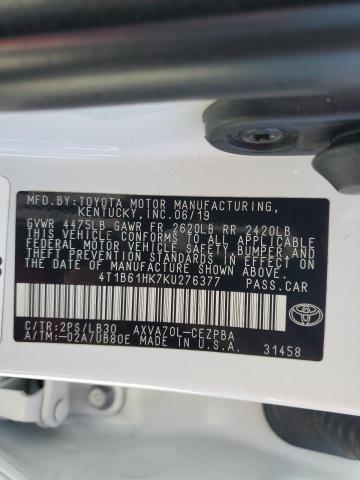 MFD.BY:TOYOTA MOTOR MANUFACTURING,
KENTUCKY,INC.06/19
GVWR 4475LB GAWR FR 2620LB RR 2420LB
THIS VEHICLE CONFORMS TO ALL APPLICABLE
FEDERAL MOTOR VEHICLE SAFETY BUMPER,AND
THEFT PREVENTION STANDARDS IN EFFECT ON
THE DATE OF MANUFACTURE SHOWN ABOVE.
4T1B61HK7KU276377 PASS.CAR
C/TR:2PS/LB30 AXVA70L-CEZPBA
A/TM:-02A/UB80E MADE IN U.S.A. 31458